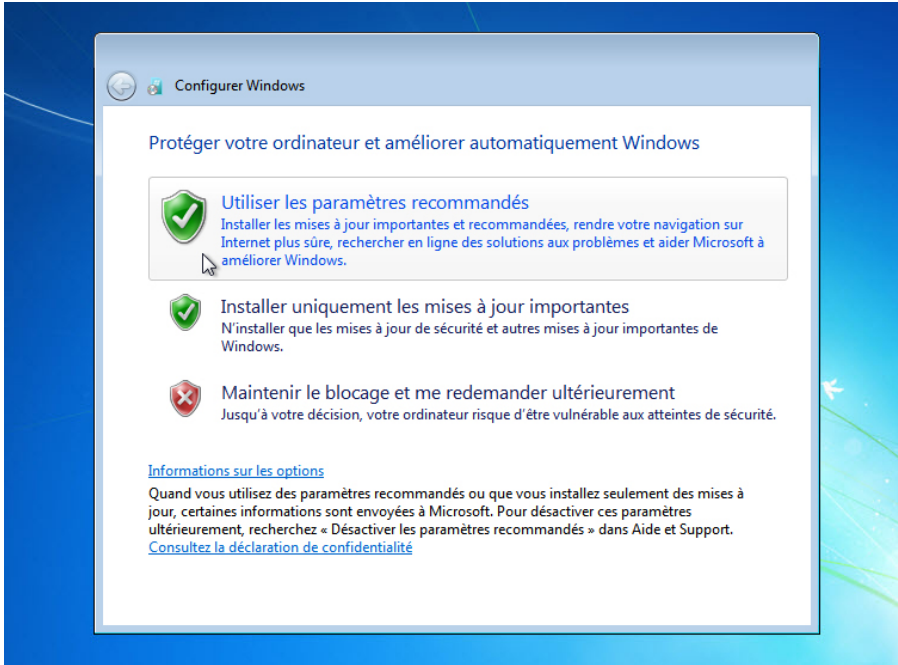 Configurer Windows
Protéger votre ordinateur et améliorer automatiquement Windows
Utiliser les paramètres recommandés
Installer les mises à jour importantes et recommandées, rendre votre navigation sur
Internet plus sûre, rechercher en ligne des solutions aux problèmes et aider Microsoft à
améliorer Windows.
Installer uniquement les mises à jour importantes
N'installer que les mises à jour de sécurité et autres mises à jour importantes de
Windows.
Maintenir le blocage et me redemander ultérieurement
Jusqu'à votre décision, votre ordinateur risque d'être vulnérable aux atteintes de sécurité.
Informations sur les options
Quand vous utilisez des paramètres recommandés ou que vous installez seulement des mises à
jour, certaines informations sont envoyées à Microsoft. Pour désactiver ces paramètres
ultérieurement, recherchez « Désactiver les paramètres recommandés » dans Aide et Support.
Consultez la déclaration de confidentialité